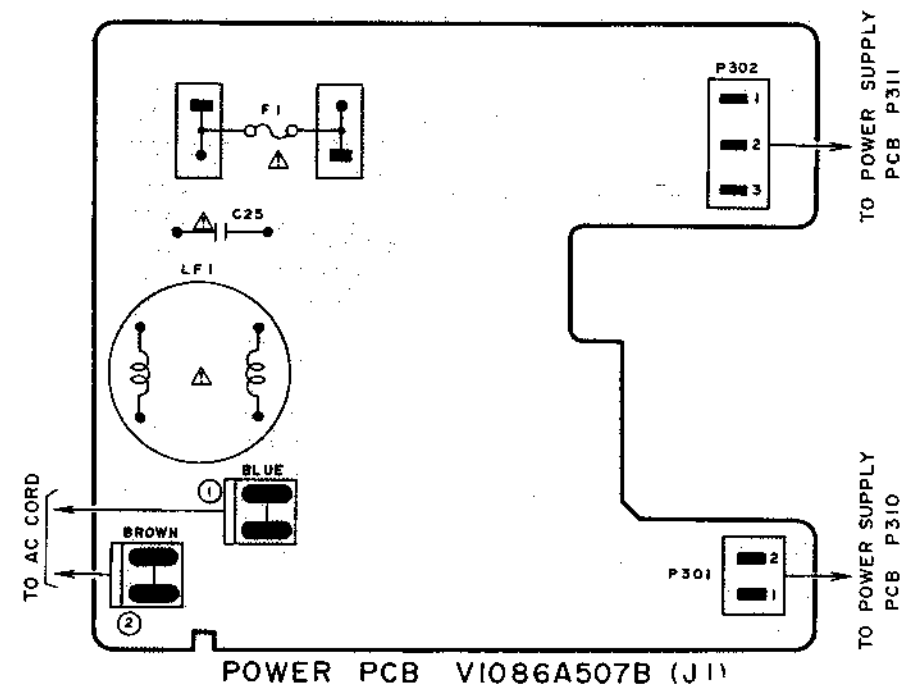 F1
C25
LF1
P302
1
2
3
TO POWER SUPPLY
PCB P311
BLUE
1
BROWN
2
TO AC CORD
P301
2
1
TO POWER SUPPLY
PCB P310
POWER PCB V1086A507B (J1)